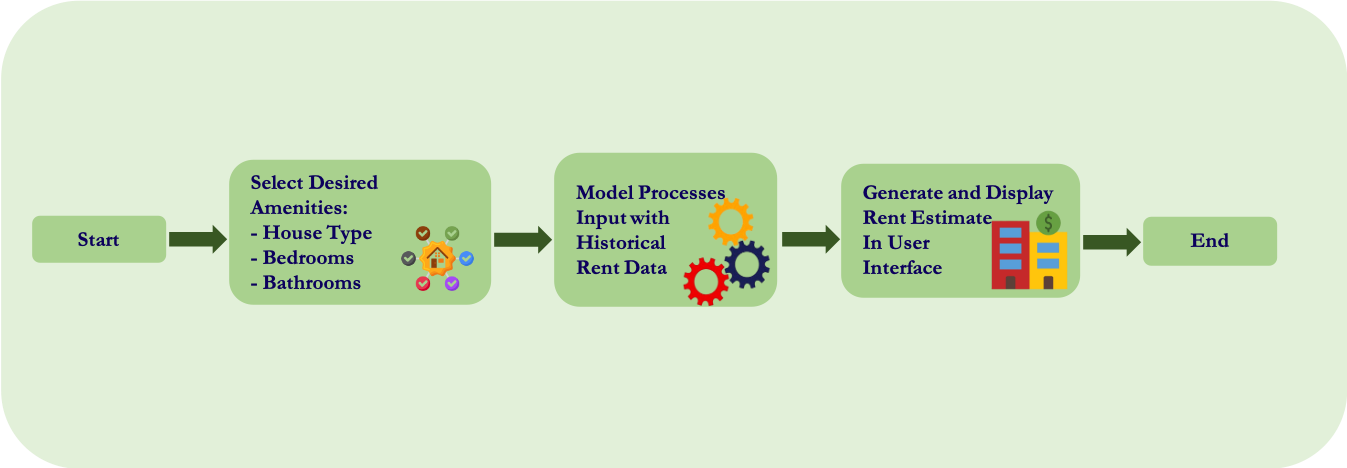 Start
Select Desired
Amenities:
- House Type
- Bedrooms
- Bathrooms
Model Processes
Input with
Historical
Rent Data
Generate and Display
Rent Estimate
In User
Interface
$
End